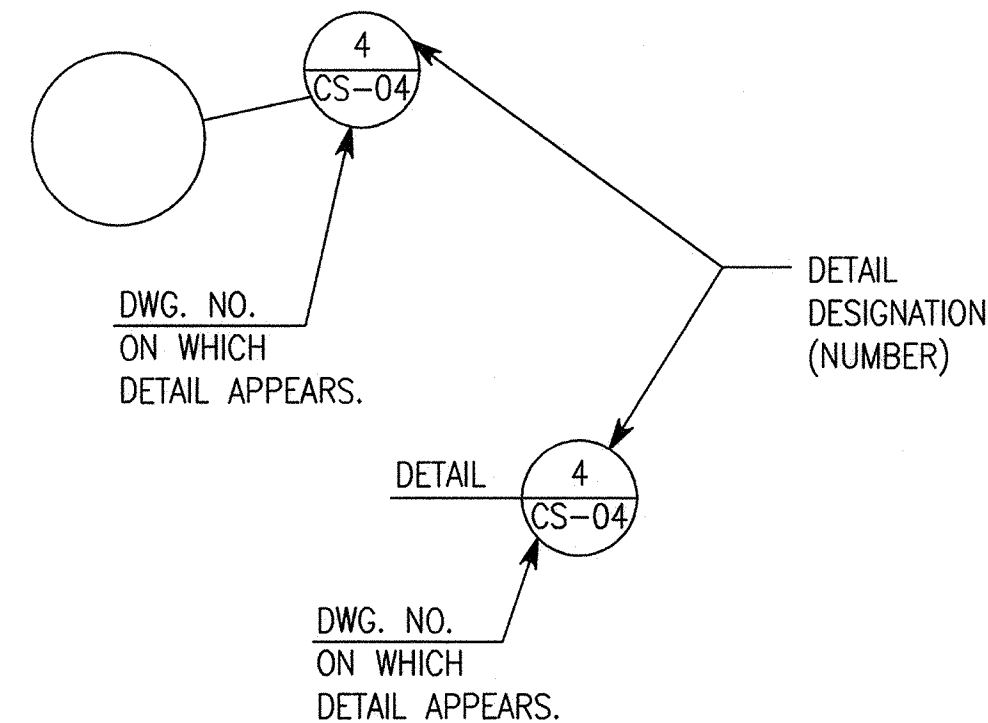 4
CS-04
DWG. NO.
ON WHICH
DETAIL APPEARS.
DETAIL
DESIGNATION
(NUMBER)
DETAIL
4
CS-04
DWG. NO.
ON WHICH
DETAIL APPEARS.